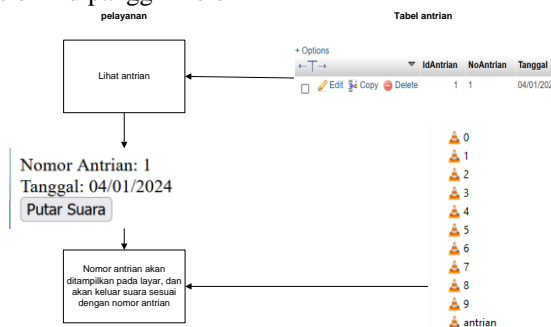 pelayanan
Tabel antrian
+ Options
←T→ ▼ IdAntrian NoAntrian Tanggal
Edit Copy Delete 1 1 04/01/202
Lihat antrian
Nomor Antrian: 1
Tanggal: 04/01/2024
Putar Suara
0
1
2
3
4
5
6
7
8
9
antrian
Nomor antrian akan
ditampilkan pada layar, dan
akan keluar suara sesuai
dengan nomor antrian